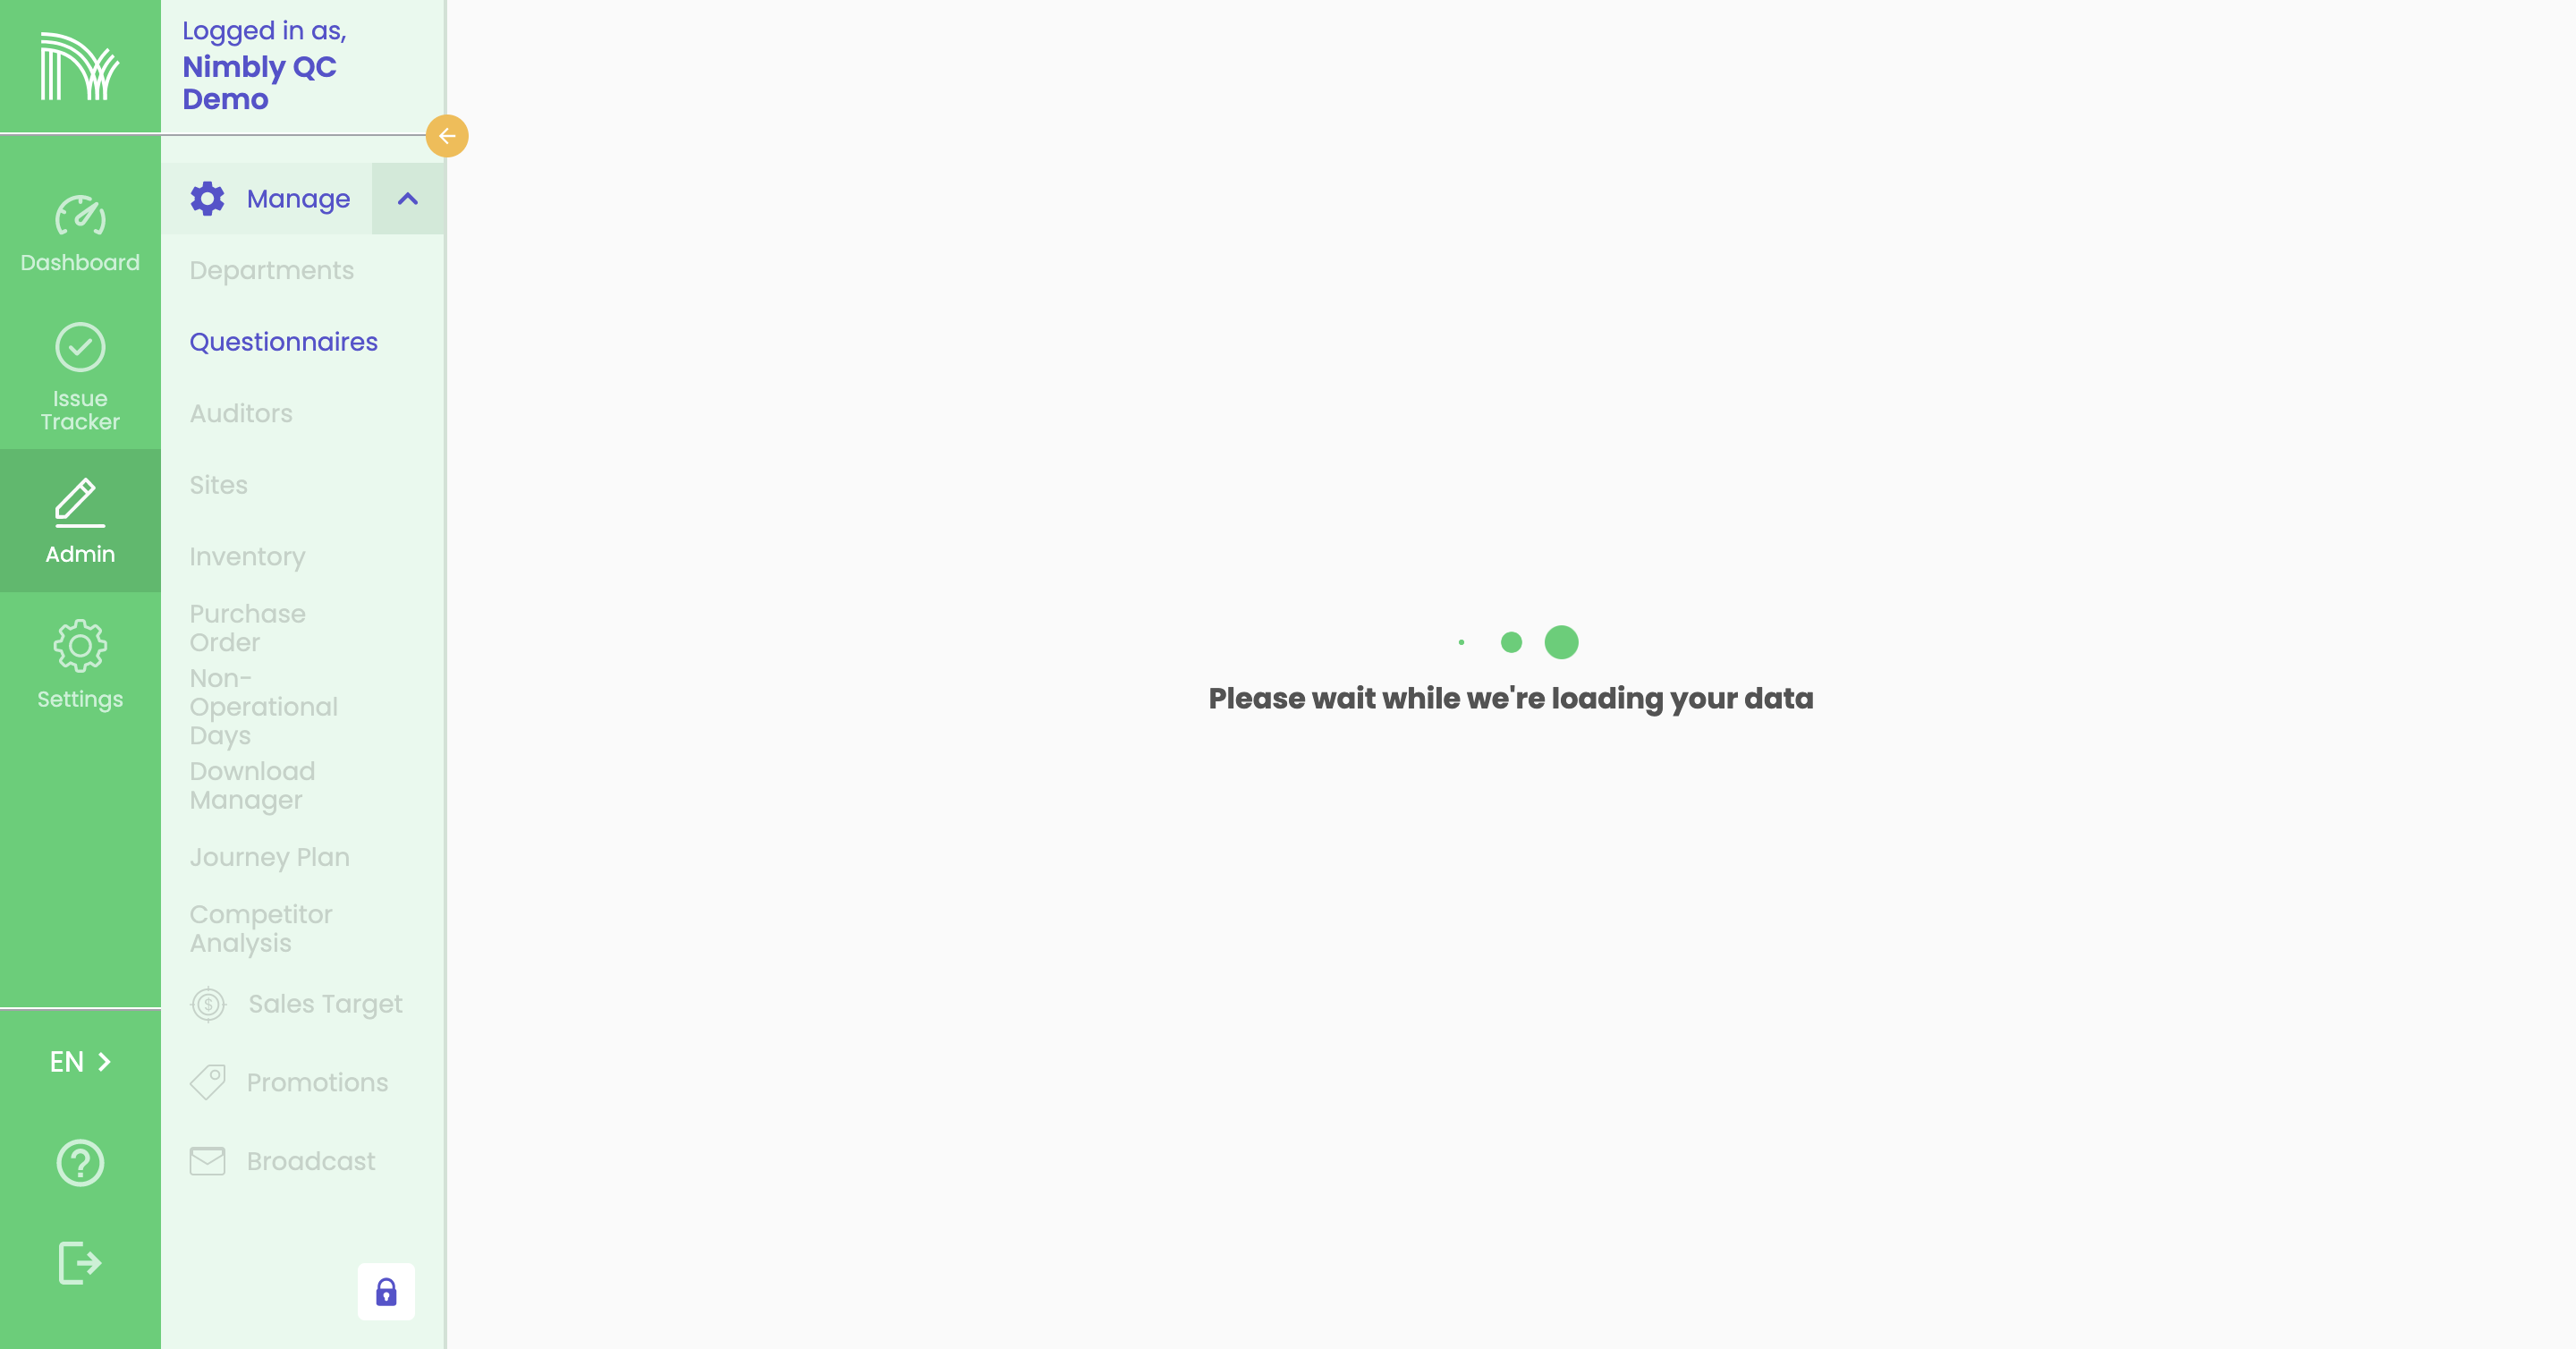 Logged in as,
Nimbly QC
Demo
Dashboard
Issue
Tracker
Admin
Settings
EN
Manage
Departments
Questionnaires
Auditors
Sites
Inventory
Purchase
Order
Non-
Operational
Days
Download
Manager
Journey Plan
Competitor
Analysis
Sales Target
Promotions
Broadcast
Please wait while we're loading your data